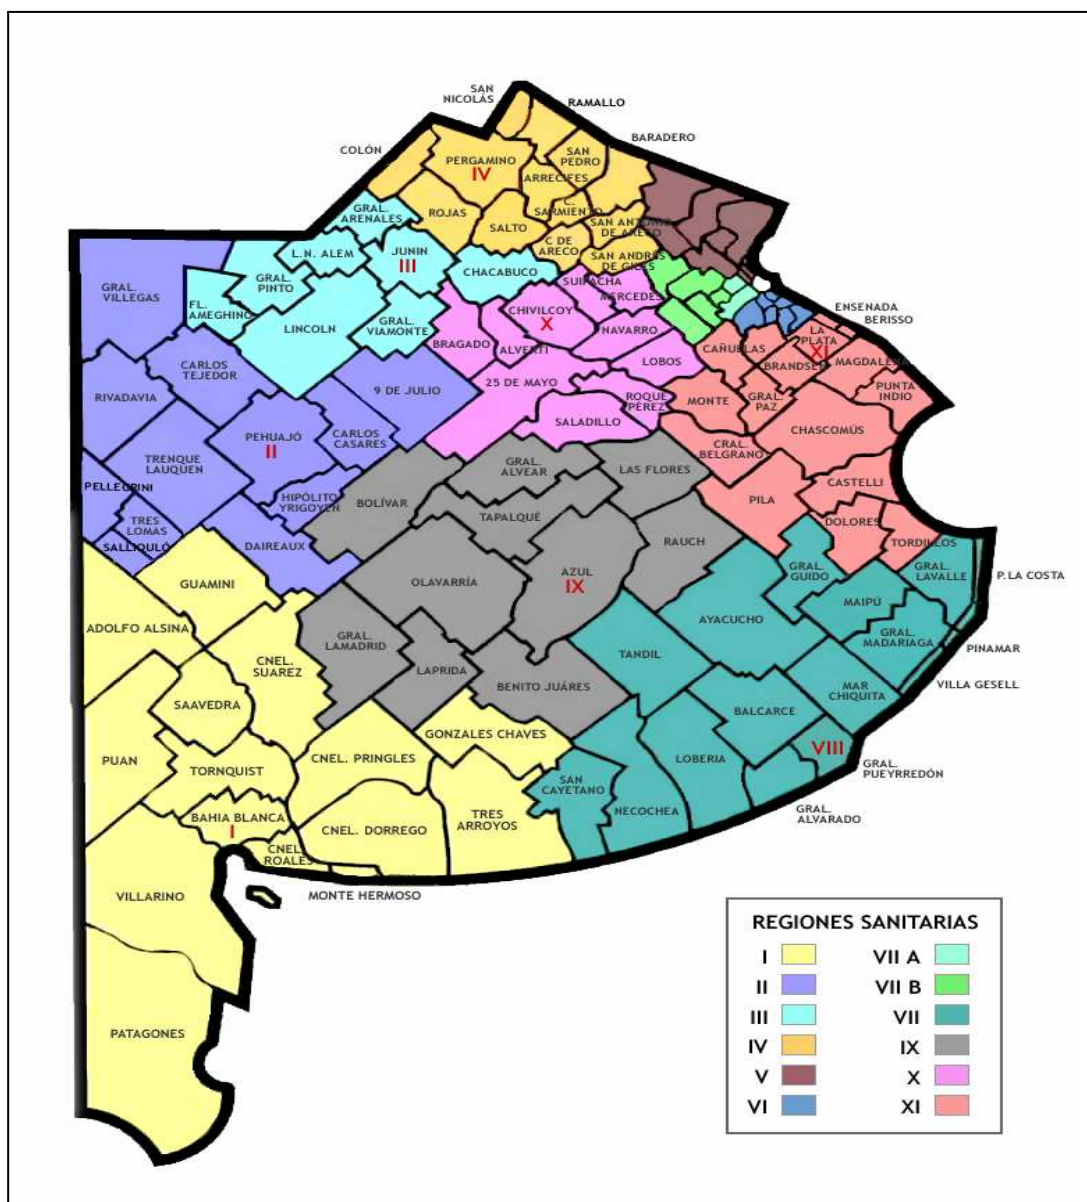 SAN
NICOLÁS
RAMALLO
BARADERO
COLÓN
PERGAMINO
IV
SAN
PEDRO
ARRECIFES
C.
SARMIENTO
ROJAS
SALTO
SAN ANTONIO
DE ARECO
C DE
ARECO
SAN ANDRÉS
DE GILES
GRAL.
ARENALES
L.N. ALEM
JUNIN
III
CHACABUCO
GRAL.
PINTO
FL.
AMEGHINO
LINCOLN
GRAL.
VIAMONTE
GRAL.
VILLEGAS
SUIPACHA
MERCEDES
CHIVILCOY
X
NAVARRO
BRAGADO
ALVERTI
LOBOS
25 DE MAYO
ROQUE
PÉREZ
SALADILLO
ENSENADA
BERISSO
LA
PLATA
XI
CAÑUELAS
BRANDSEN
MAGDALENA
PUNTA
INDIO
MONTE
GRAL.
PAZ
CHASCOMÚS
CRAL.
BELGRANO
PILA
CASTELLI
DOLORES
TORDILLOS
CARLOS
TEJEDOR
RIVADAVIA
9 DE JULIO
PEHUAJÓ
II
CARLOS
CASARES
TRENQUE
LAUQUEN
PELLEGRINI
HIPÓLITO
YRIGOYEN
TRES
LOMAS
SALLIQULÓ
DAIREAUX
BOLÍVAR
GRAL.
ALVEAR
LAS FLORES
TAPALQUÉ
RAUCH
AZUL
IX
OLAVARRÍA
GRAL.
LAMADRID
LAPRIDA
BENITO JUÁRES
GRAL.
GUIDO
GRAL.
LAVALLE
P.LA COSTA
MAIPÚ
AYACUCHO
GRAL.
MADARIAGA
PINAMAR
VILLA GESELL
TANDIL
MAR
CHIQUITA
BALCARCE
VIII
GRAL.
PUEYRREDÓN
LOBERIA
SAN
CAYETANO
NECOCHEA
GRAL.
ALVARADO
GUAMINI
ADOLFO ALSINA
CNEL.
SUAREZ
SAAVEDRA
PUAN
GONZALES CHAVES
TORNQUIST
CNEL. PRINGLES
BAHIA BLANCA
I
CNEL. DORREGO
TRES
ARROYOS
CNEL.
ROALES
MONTE HERMOSO
VILLARINO
PATAGONES
REGIONES SANITARIAS
I
II
III
IV
V
VI
VII A
VII B
VII
IX
X
XI